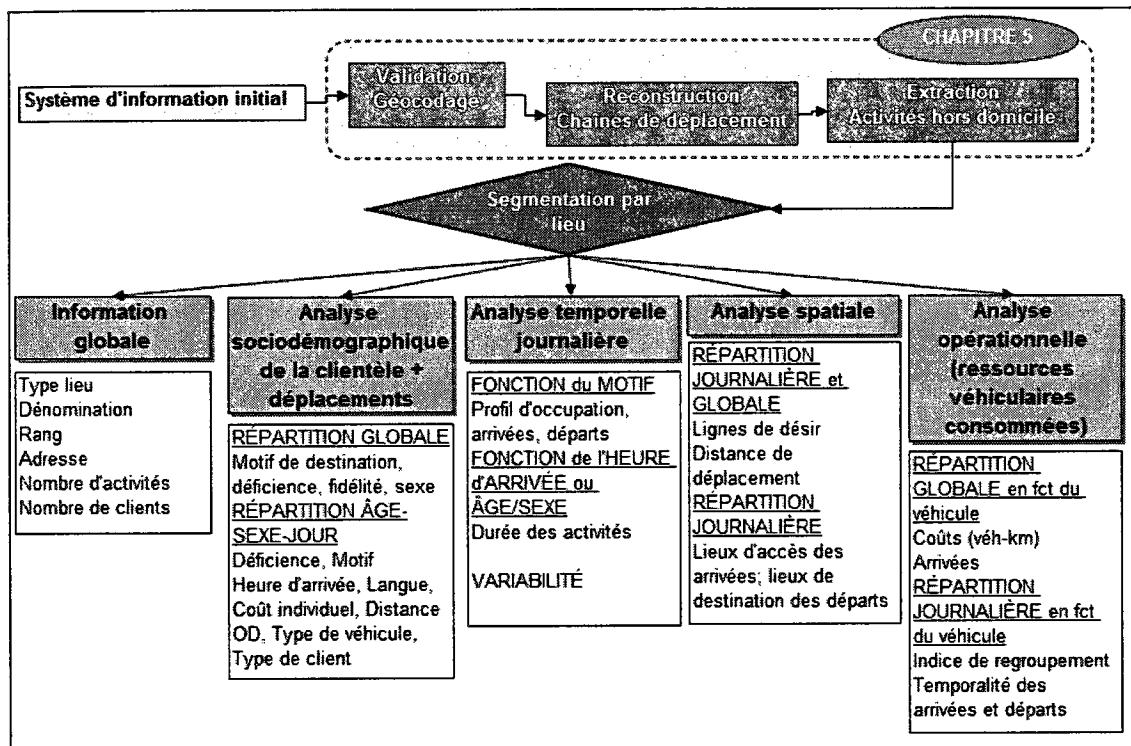 CHAPITRE 5
Système d'information initial
Validation
Géocodage
Reconstruction
Chaînes de déplacement
Extraction
Activités hors domicile
Segmentation par
lieu
Information
globale
Type lieu
Dénomination
Rang
Adresse
Nombre d'activités
Nombre de clients
Analyse
sociodémographique
de la clientèle +
déplacements
RÉPARTITION GLOBALE
Motif de destination,
déficience, fidélité, sexe
RÉPARTITION ÂGE-
SEXE-JOUR
Déficience, Motif
Heure d'arrivée, Langue,
Coût individuel, Distance
OD, Type de véhicule,
Type de client
Analyse temporelle
journalière
FONCTION du MOTIF
Profil d'occupation,
arrivées, départs
FONCTION de l'HEURE
d'ARRIVÉE ou
ÂGE/SEXE
Durée des activités
VARIABILITÉ
Analyse spatiale
RÉPARTITION
JOURNALIÈRE et
GLOBALE
Lignes de désir
Distance de
déplacement
RÉPARTITION
JOURNALIÈRE
Lieux d'accès des
arrivées; lieux de
destination des départs
Analyse
opérationnelle
(ressources
véhiculaires
consommées)
RÉPARTITION
GLOBALE en fct du
véhicule
Coûts (véh-km)
Arrivées
RÉPARTITION
JOURNALIÈRE en fct
du véhicule
Indice de regroupement
Temporalité des
arrivées et départs